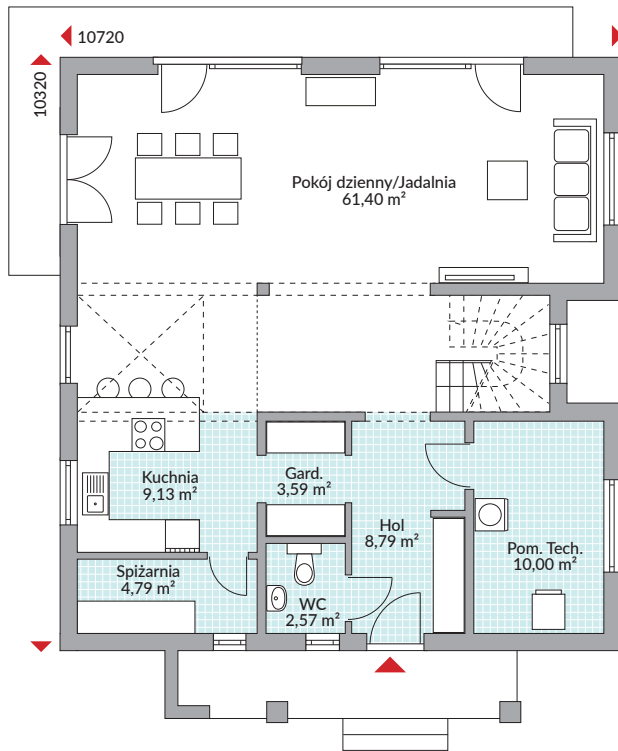 10720
10320
Pokój dzienny/Jadalnia
61,40 m²
Kuchnia
9,13 m²
Gard.
3,59 m²
Hol
8,79 m²
Pom. Tech.
10,00 m²
Spiżarnia
4,79 m²
WC
2,57 m²